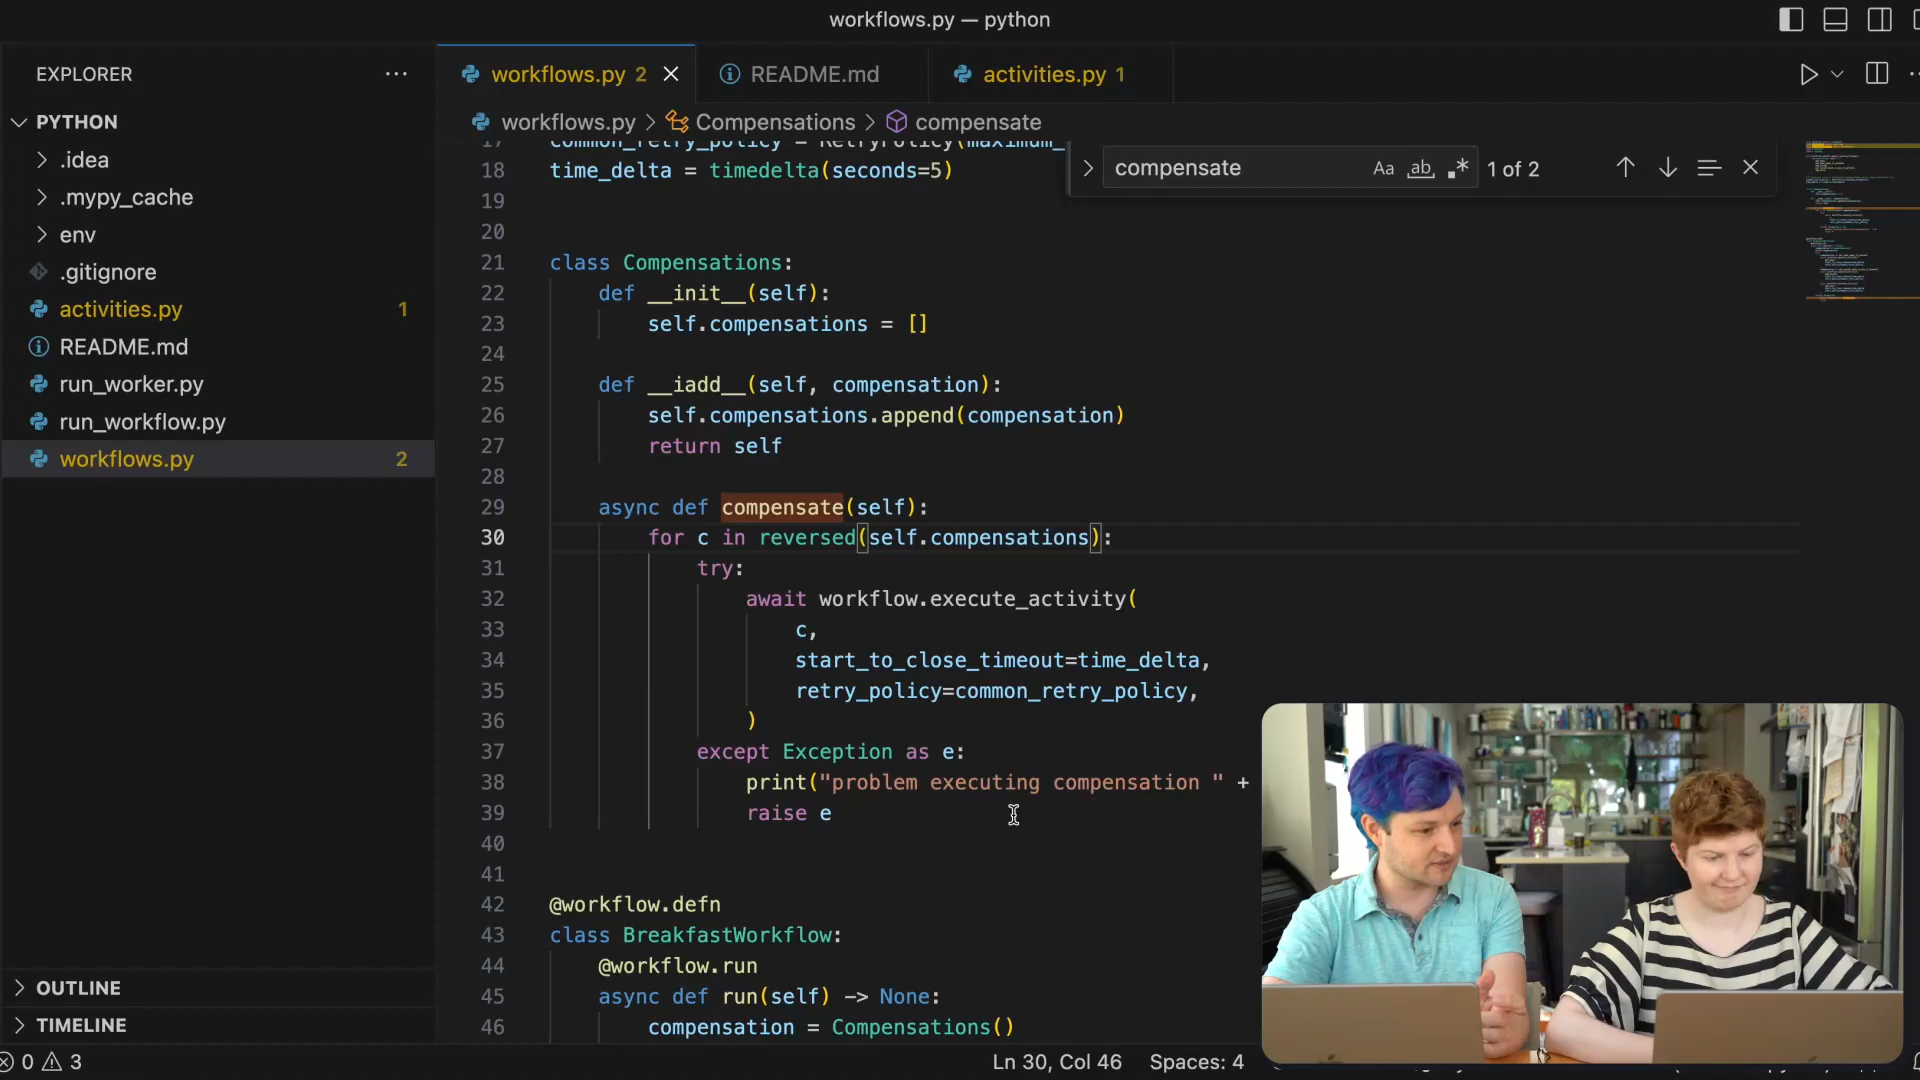 workflows.py — python
EXPLORER
workflows.py 2
README.md
activities.py 1
PYTHON
.idea
.mypy_cache
env
.gitignore
activities.py 1
README.md
run_worker.py
run_workflow.py
workflows.py 2
OUTLINE
TIMELINE
workflows.py > Compensations > compensate
compensate
Aa ab .* 1 of 2
17 common_retry_policy = RetryPolicy(maximum_
18 time_delta = timedelta(seconds=5)
19
20
21 class Compensations:
22 def __init__(self):
23 self.compensations = []
24
25 def __iadd__(self, compensation):
26 self.compensations.append(compensation)
27 return self
28
29 async def compensate(self):
30 for c in reversed(self.compensations):
31 try:
32 await workflow.execute_activity(
33 c,
34 start_to_close_timeout=time_delta,
35 retry_policy=common_retry_policy,
36 )
37 except Exception as e:
38 print("problem executing compensation " +
39 raise e
40
41
42 @workflow.defn
43 class BreakfastWorkflow:
44 @workflow.run
45 async def run(self) -> None:
46 compensation = Compensations()
0 3
Ln 30, Col 46 Spaces: 4